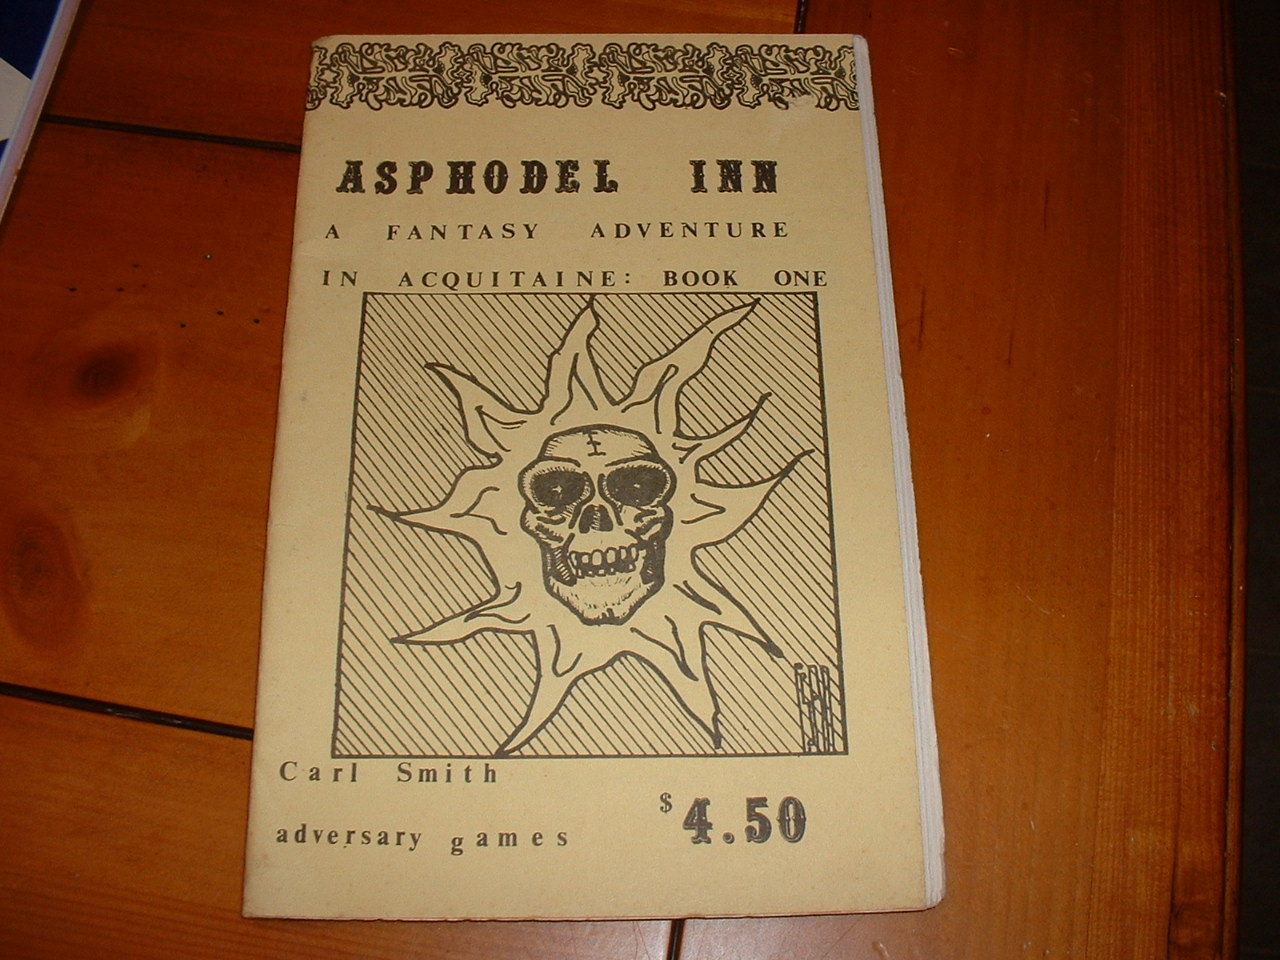 ASPHODEL INN
A FANTASY ADVENTURE
IN ACQUITAINE: BOOK ONE
Carl Smith
$4.50
adversary games